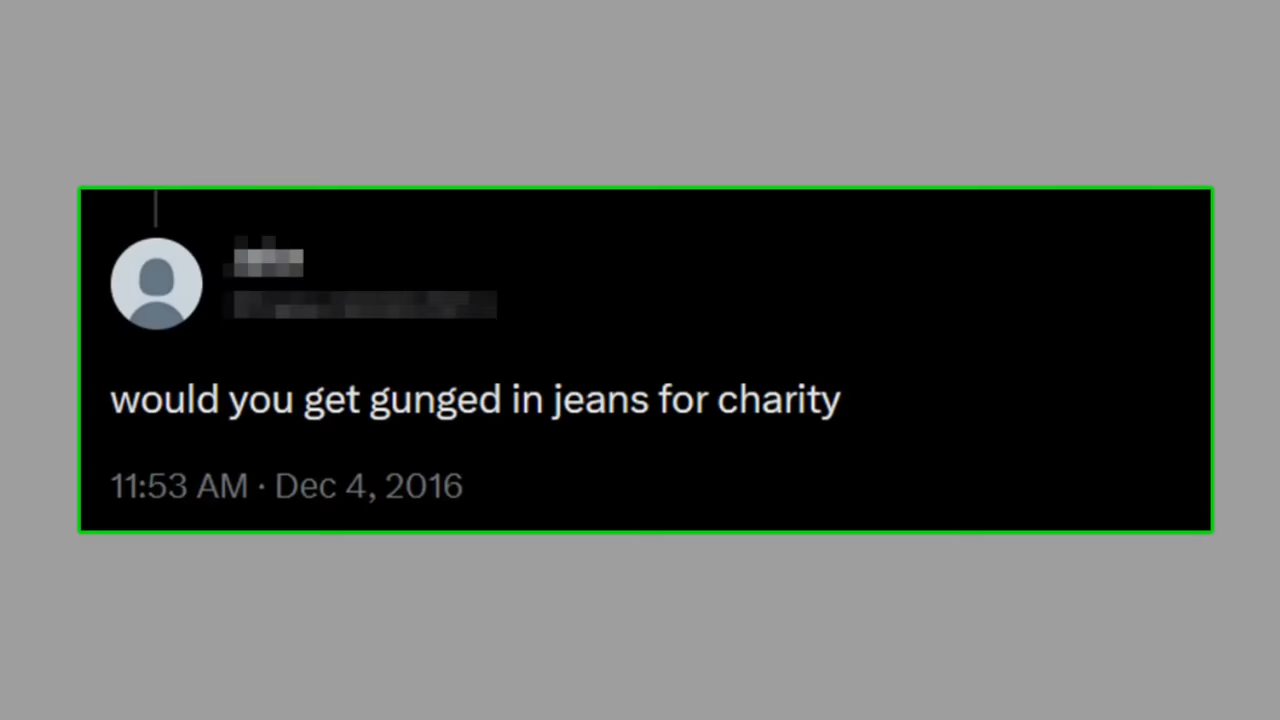 would you get gunged in jeans for charity
11:53 AM · Dec 4, 2016